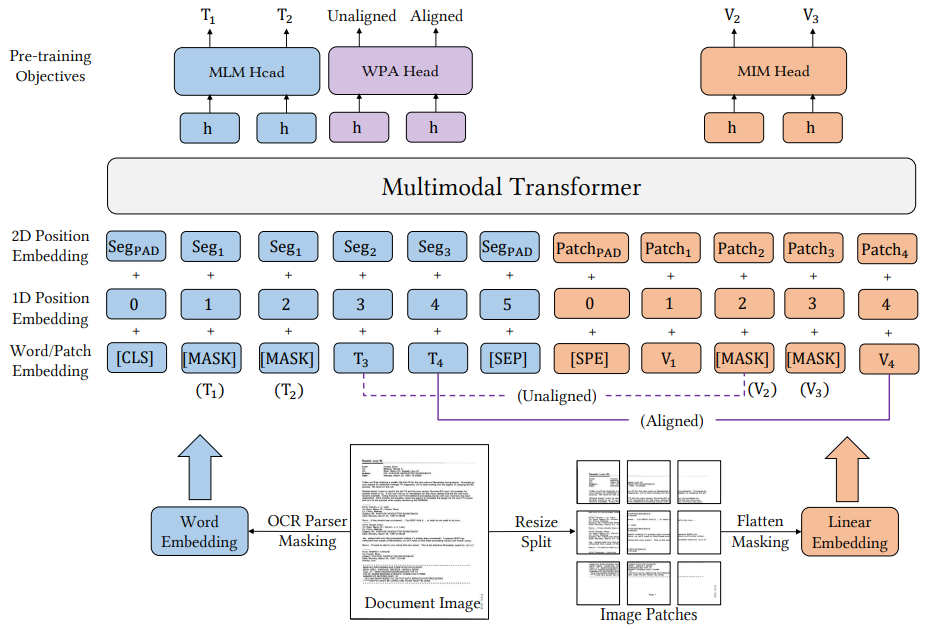 T₁ T₂ Unaligned Aligned V₂ V₃
Pre-training
Objectives
MLM Head WPA Head MIM Head
h h h h h h
Multimodal Transformer
2D Position
Embedding
Seg_PAD Seg₁ Seg₁ Seg₂ Seg₃ Seg_PAD Patch_PAD Patch₁ Patch₂ Patch₃ Patch₄
+ + + + + + + + + + +
1D Position
Embedding
0 1 2 3 4 5 0 1 2 3 4
+ + + + + + + + + + +
Word/Patch
Embedding
[CLS] [MASK] [MASK] T₃ T₄ [SEP] [SPE] V₁ [MASK] [MASK] V₄
(T₁) (T₂) (Unaligned) (V₂) (V₃)
(Aligned)
Word
Embedding
OCR Parser
Masking
Document Image
Resize
Split
Image Patches
Flatten
Masking
Linear
Embedding